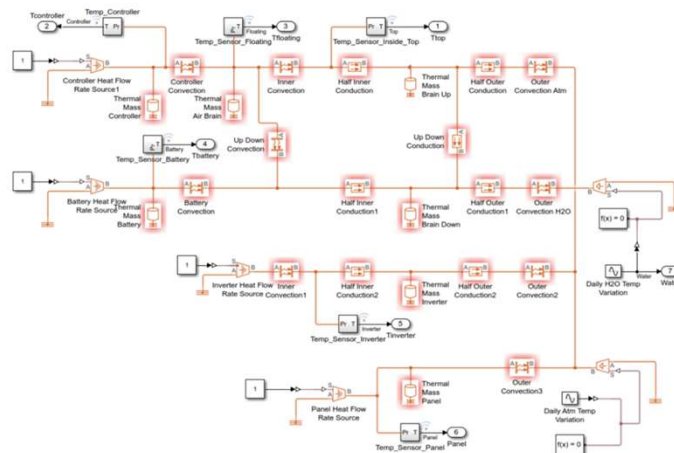 Tcontroller
Temp_Controller
2
Controller
T
Pr
Temp_Sensor_Floating
T
Floating
3
Tfloating
Pr
T
Top
1
Temp_Sensor_Inside_Top
Ttop
1
S
A
B
Controller Heat Flow
Rate Source1
A
B
Controller
Convection
A
B
Inner
Convection
A
B
Half Inner
Conduction
Thermal
Mass
Brain Up
A
B
Half Outer
Conduction
A
B
Outer
Convection Atm
Thermal
Mass
Controller
Thermal
Mass
Air Brain
T
Battery
4
Temp_Sensor_Battery
Tbattery
Up Down
Convection
Up Down
Conduction
1
S
A
B
Battery Heat Flow
Rate Source
Thermal
Mass
Battery
A
B
Battery
Convection
A
B
Half Inner
Conduction1
Thermal
Mass
Brain Down
A
B
Half Outer
Conduction1
A
B
Outer
Convection H2O
B
A
S
f(x) = 0
Water
7
Daily H2O Temp
Variation
1
S
A
B
Inverter Heat Flow
Rate Source
A
B
Inner
Convection1
A
B
Half Inner
Conduction2
Thermal
Mass
Inverter
A
B
Half Outer
Conduction2
A
B
Outer
Convection2
Pr
T
Inverter
5
Temp_Sensor_Inverter
Tinverter
1
S
A
B
Panel Heat Flow
Rate Source
Thermal
Mass
Panel
A
B
Outer
Convection3
B
A
S
Daily Atm Temp
Variation
Pr
T
Panel
6
Temp_Sensor_Panel
Panel
f(x) = 0